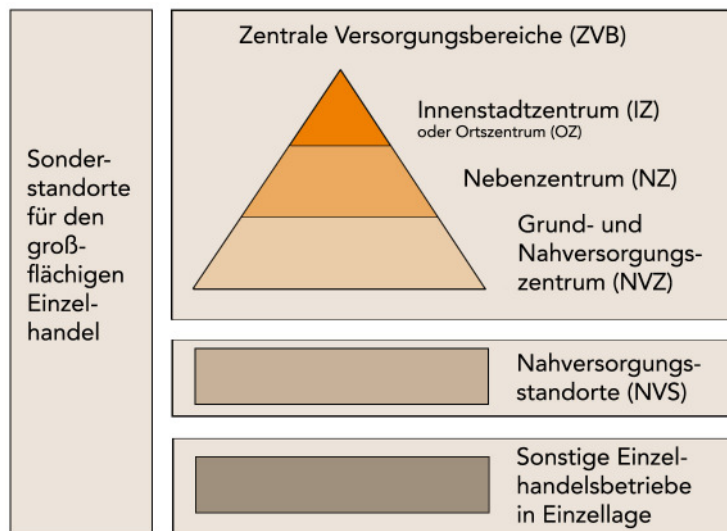 Sonder-
standorte
für den
groß-
flächigen
Einzel-
handel
Zentrale Versorgungsbereiche (ZVB)
Innenstadtzentrum (IZ)
oder Ortszentrum (OZ)
Nebenzentrum (NZ)
Grund- und
Nahversorgungs-
zentrum (NVZ)
Nahversorgungs-
standorte (NVS)
Sonstige Einzel-
handelsbetriebe
in Einzellage